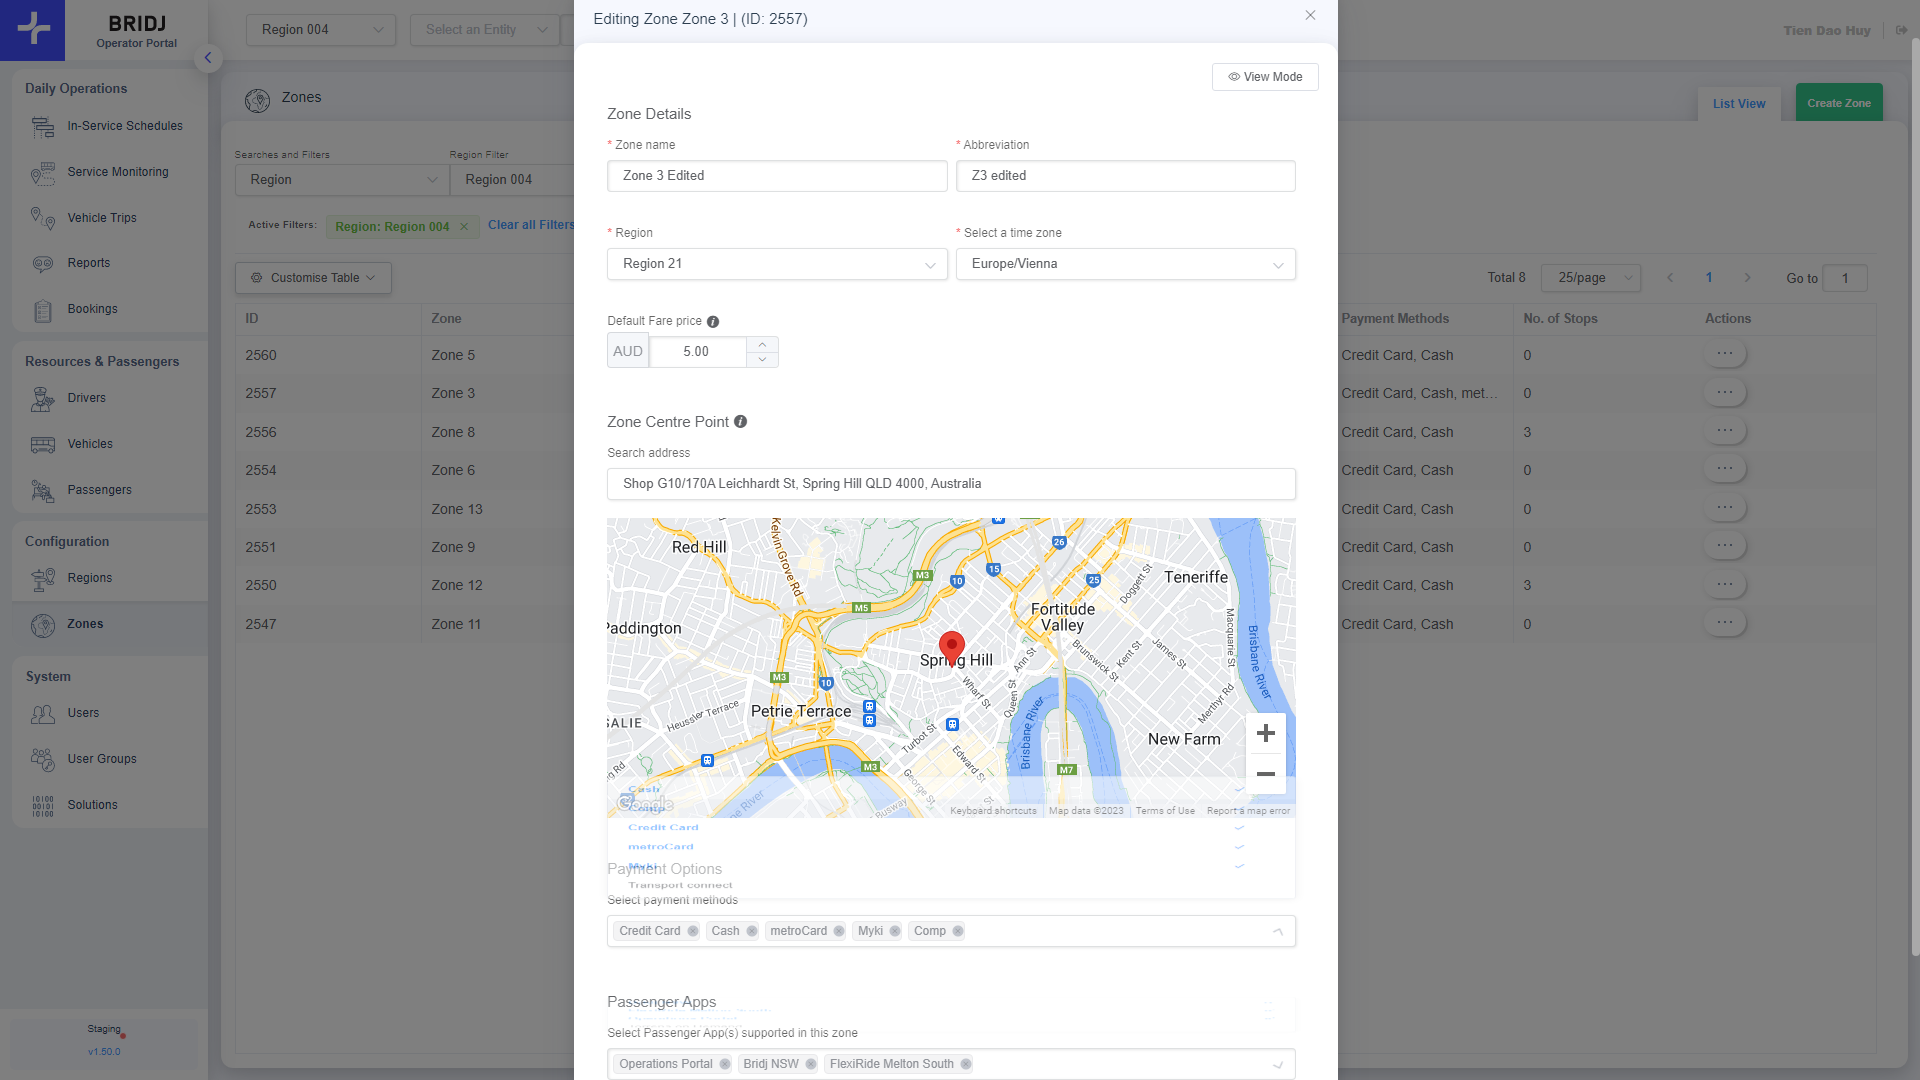 BRIDJ
Operator Portal
Region 004
Select an Entity
Editing Zone Zone 3 | (ID: 2557)
Tien Dao Huy
Daily Operations
In-Service Schedules
Service Monitoring
Vehicle Trips
Reports
Bookings
Resources & Passengers
Drivers
Vehicles
Passengers
Configuration
Regions
Zones
System
Users
User Groups
Solutions
Staging
v1.50.0
Zones
List View
Create Zone
Searches and Filters
Region Filter
Region
Region 004
Active Filters:
Region: Region 004
Clear all Filters
Customise Table
Total 8
25/page
1
Go to
1
ID
Zone
Payment Methods
No. of Stops
Actions
2560
Zone 5
Credit Card, Cash
0
2557
Zone 3
Credit Card, Cash, met...
0
2556
Zone 8
Credit Card, Cash
3
2554
Zone 6
Credit Card, Cash
0
2553
Zone 13
Credit Card, Cash
0
2551
Zone 9
Credit Card, Cash
0
2550
Zone 12
Credit Card, Cash
3
2547
Zone 11
Credit Card, Cash
0
View Mode
Zone Details
* Zone name
* Abbreviation
Zone 3 Edited
Z3 edited
* Region
* Select a time zone
Region 21
Europe/Vienna
Default Fare price
AUD
5.00
Zone Centre Point
Search address
Shop G10/170A Leichhardt St, Spring Hill QLD 4000, Australia
Red Hill
Kelvin Grove Rd
M3
10
15
26
25
Doggett St
Teneriffe
M5
Fortitude
Valley
Macquarie St
Paddington
Spring Hill
Ann St
Brunswick St
Kent St
James St
Brisbane River
M3
10
Wharf St
Queen St
Merthyr Rd
SALIE
Heussler Terrace
Petrie Terrace
Turbot St
Edward St
Brisbane River
New Farm
M3
M7
George St
Google
Keyboard shortcuts
Map data ©2023
Terms of Use
Report a map error
Cash
Comp
Credit Card
metroCard
Myki
Transport connect
Payment Options
Select payment methods
Credit Card
Cash
metroCard
Myki
Comp
Passenger Apps
Select Passenger App(s) supported in this zone
Operations Portal
Bridj NSW
FlexiRide Melton South